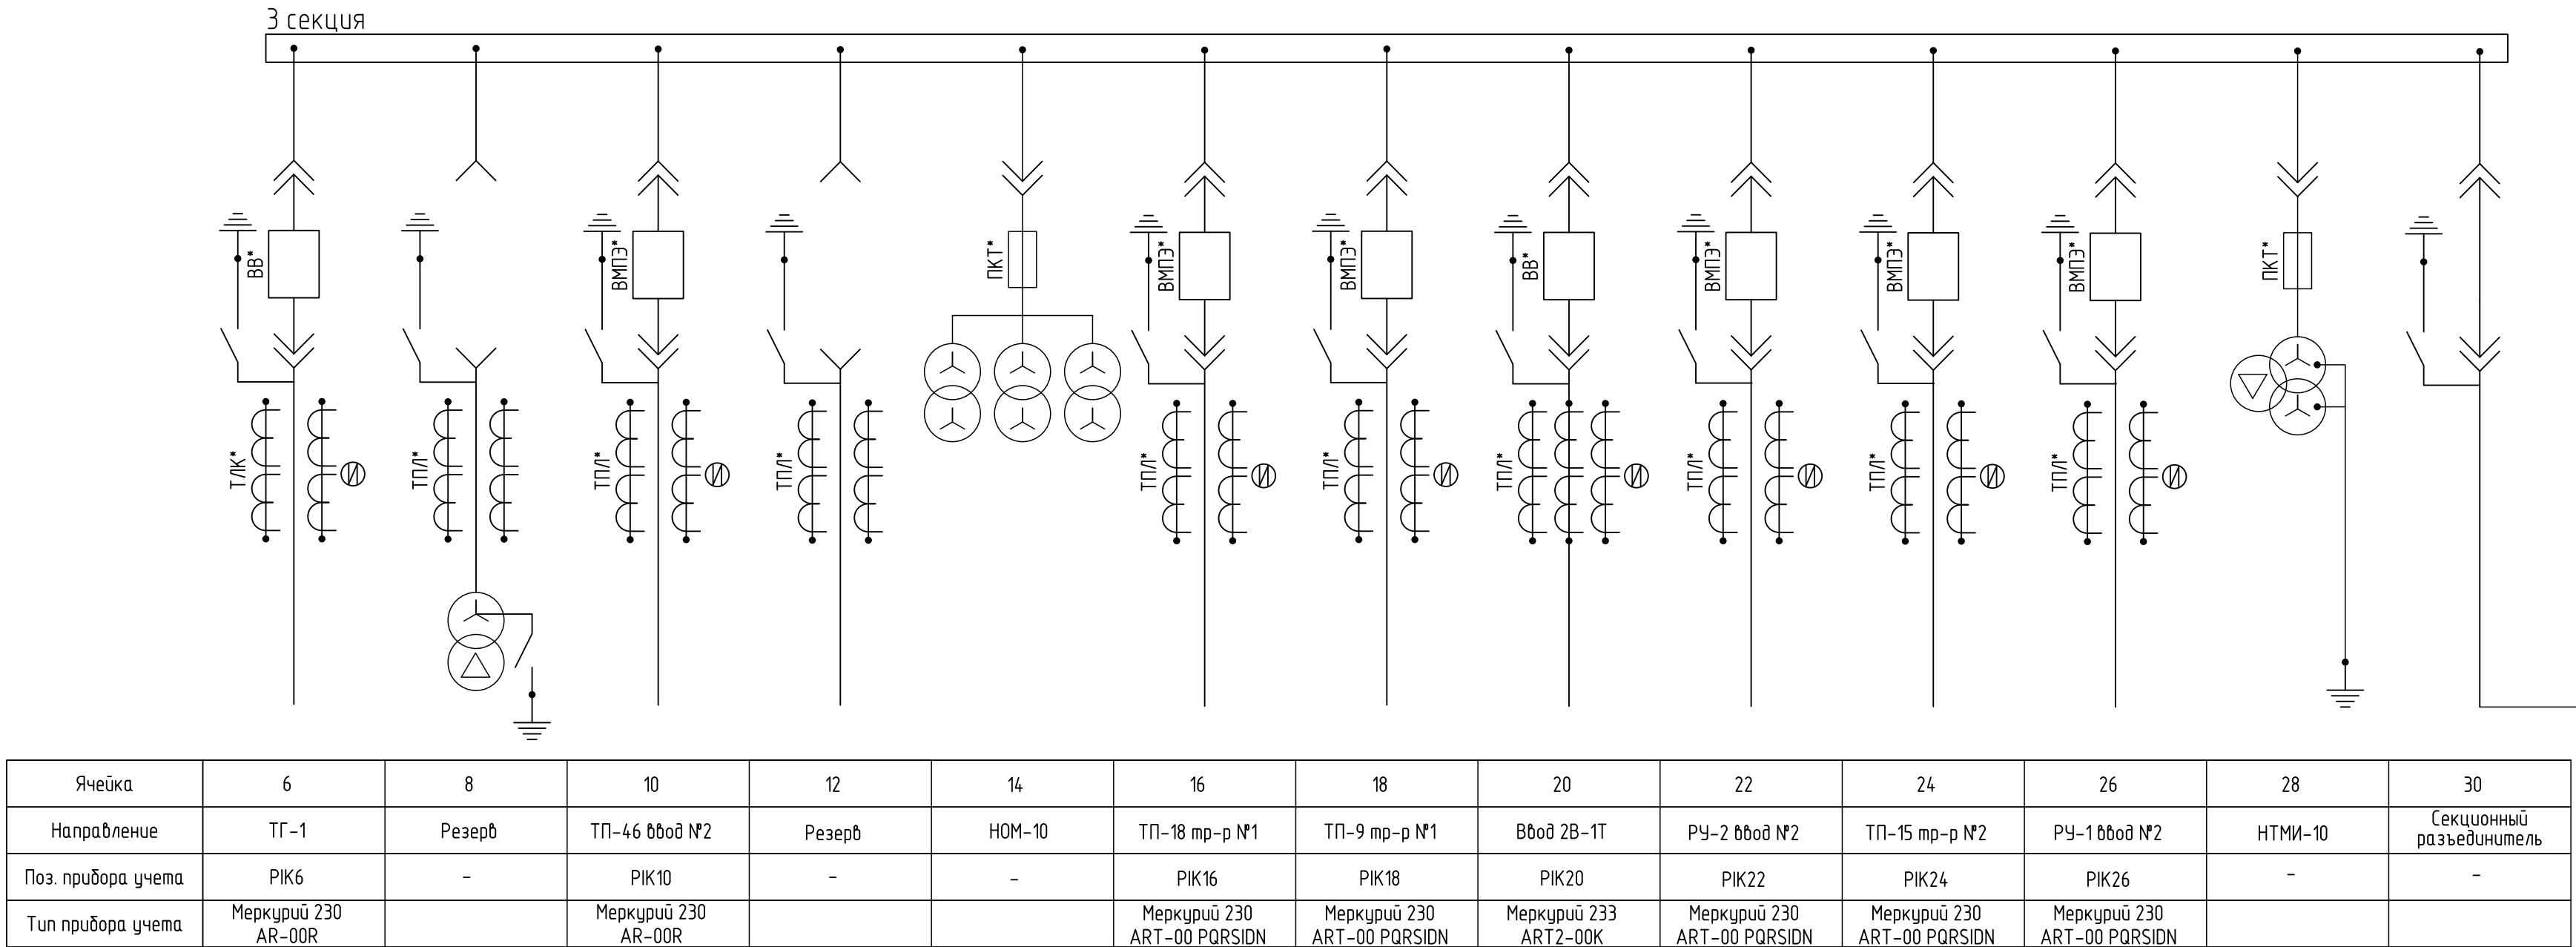 3 секция
ВВ*
ВМПЭ*
ПКТ*
ВМПЭ*
ВМПЭ*
ВВ*
ВМПЭ*
ВМПЭ*
ВМПЭ*
ПКТ*
ТЛК*
ТПЛ*
ТПЛ*
ТПЛ*
ТПЛ*
ТПЛ*
ТПЛ*
ТПЛ*
ТПЛ*
ТПЛ*
Ячейка 6 8 10 12 14 16 18 20 22 24 26 28 30
Направление ТГ-1 Резерв ТП-46 ввод №2 Резерв НОМ-10 ТП-18 тр-р №1 ТП-9 тр-р №1 Ввод 2В-1Т РУ-2 ввод №2 ТП-15 тр-р №2 РУ-1 ввод №2 НТМИ-10 Секционный
разъединитель
Поз. прибора учета PIK6 - PIK10 - - PIK16 PIK18 PIK20 PIK22 PIK24 PIK26 - -
Тип прибора учета Меркурий 230 Меркурий 230 Меркурий 230 Меркурий 230 Меркурий 233 Меркурий 230 Меркурий 230 Меркурий 230
AR-00R AR-00R ART-00 PQRSIDN ART-00 PQRSIDN ART2-00K ART-00 PQRSIDN ART-00 PQRSIDN ART-00 PQRSIDN